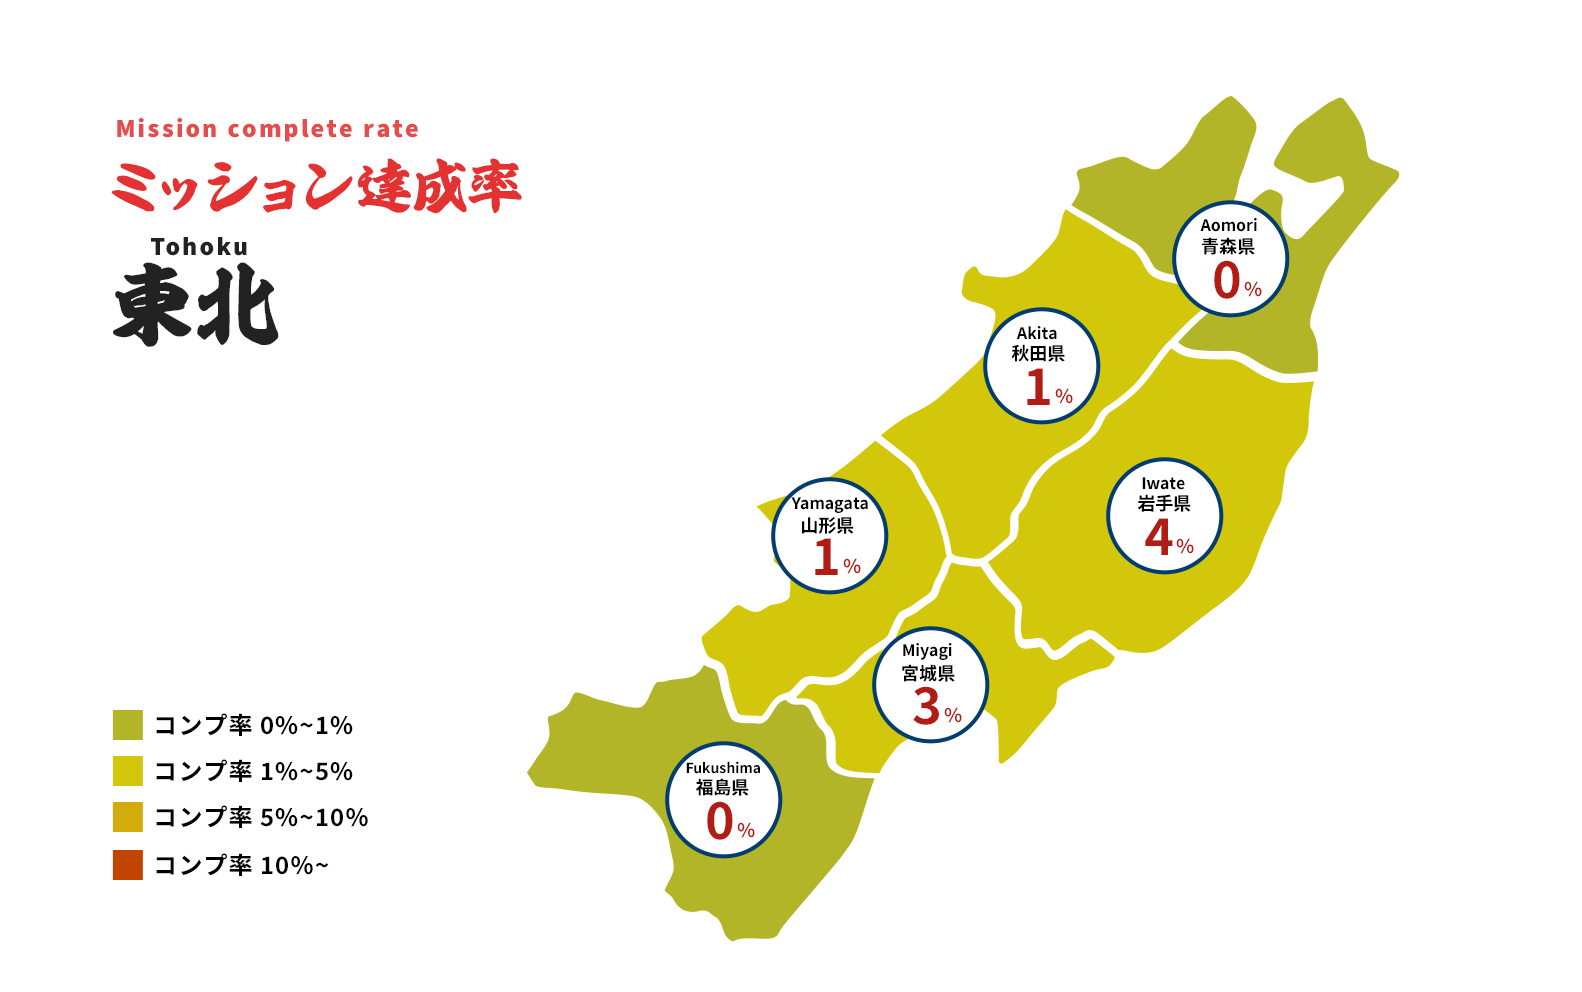 Mission complete rate
ミッション達成率
Tohoku
東北
Aomori
青森県
0%
Akita
秋田県
1%
Iwate
岩手県
4%
Yamagata
山形県
1%
Miyagi
宮城県
3%
Fukushima
福島県
0%
コンプ率 0%~1%
コンプ率 1%~5%
コンプ率 5%~10%
コンプ率 10%~